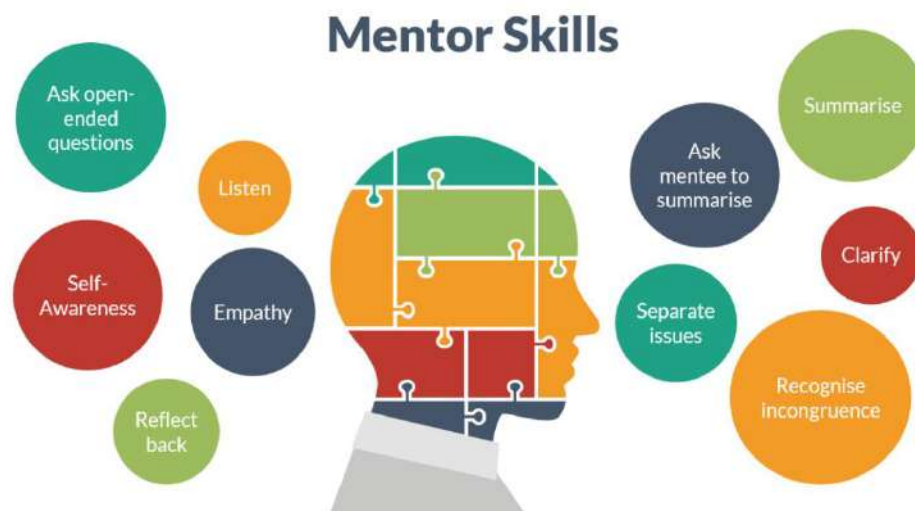 Mentor Skills
Ask open-
ended
questions
Listen
Self-
Awareness
Empathy
Reflect
back
Summarise
Ask
mentee to
summarise
Clarify
Separate
issues
Recognise
incongruence